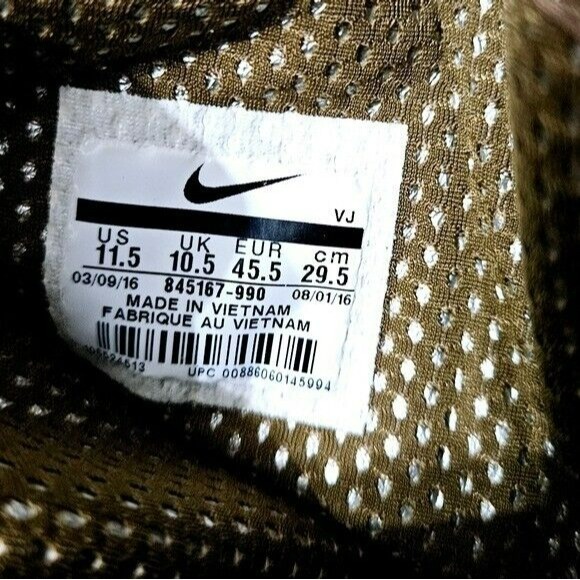 VJ
US UK EUR cm
11.5 10.5 45.5 29.5
03/09/16 845167-990 08/01/16
MADE IN VIETNAM
FABRIQUE AU VIETNAM
UPC 00886060145994